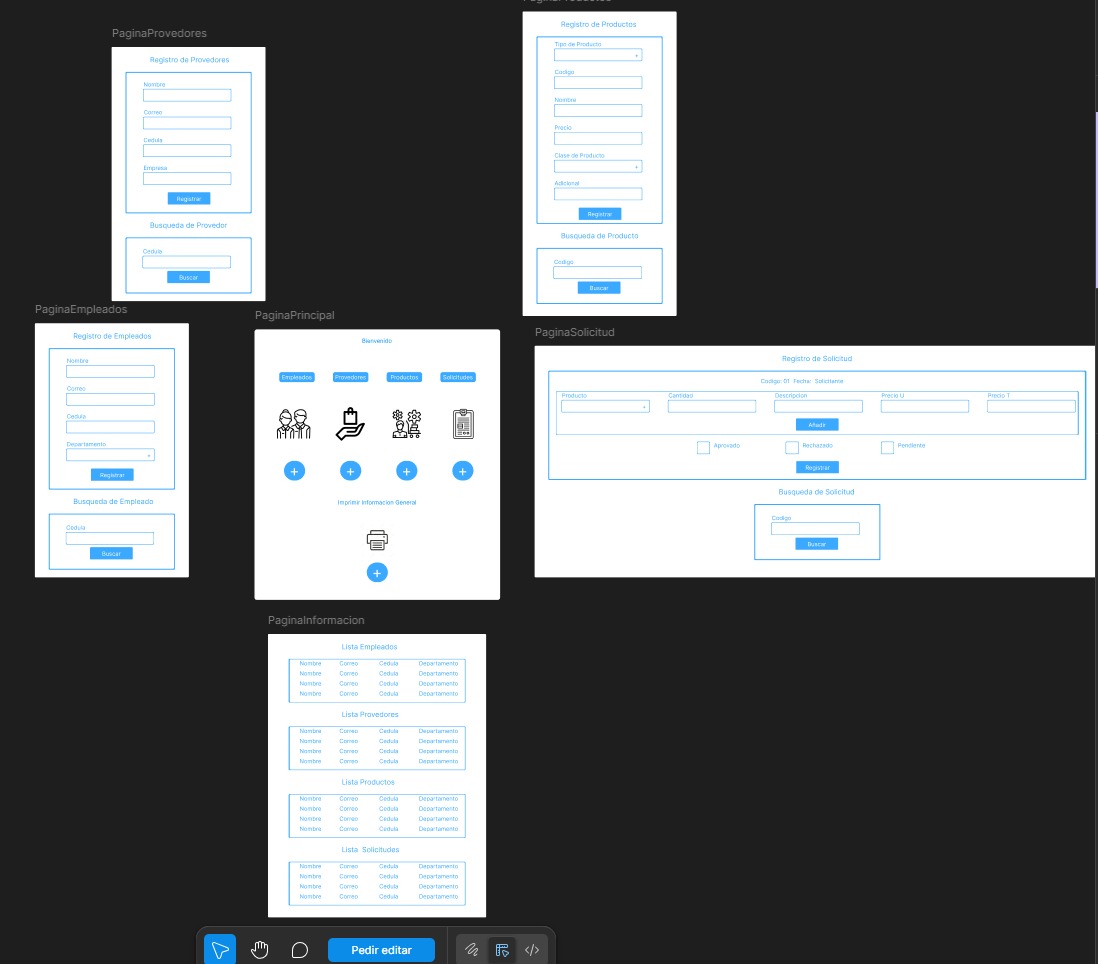 PaginaProvedores
Registro de Provedores
Nombre
Correo
Cedula
Empresa
Registrar
Busqueda de Provedor
Cedula
Buscar
Registro de Productos
Tipo de Producto
Codigo
Nombre
Precio
Clase de Producto
Adicional
Registrar
Busqueda de Producto
Codigo
Buscar
PaginaEmpleados
Registro de Empleados
Nombre
Correo
Cedula
Departamento
Registrar
Busqueda de Empleado
Cedula
Buscar
PaginaPrincipal
Bienvenido
Empleados Provedores Productos Solicitudes
Imprimir Informacion General
PaginaSolicitud
Registro de Solicitud
Codigo: 01 Fecha: Solicitante
Producto Cantidad Descripcion Precio U Precio T
Añadir
Aprovado Rechazado Pendiente
Registrar
Busqueda de Solicitud
Codigo
Buscar
PaginaInformacion
Lista Empleados
Nombre Correo Cedula Departamento
Nombre Correo Cedula Departamento
Nombre Correo Cedula Departamento
Nombre Correo Cedula Departamento
Lista Provedores
Nombre Correo Cedula Departamento
Nombre Correo Cedula Departamento
Nombre Correo Cedula Departamento
Nombre Correo Cedula Departamento
Lista Productos
Nombre Correo Cedula Departamento
Nombre Correo Cedula Departamento
Nombre Correo Cedula Departamento
Nombre Correo Cedula Departamento
Lista Solicitudes
Nombre Correo Cedula Departamento
Nombre Correo Cedula Departamento
Nombre Correo Cedula Departamento
Nombre Correo Cedula Departamento
Pedir editar